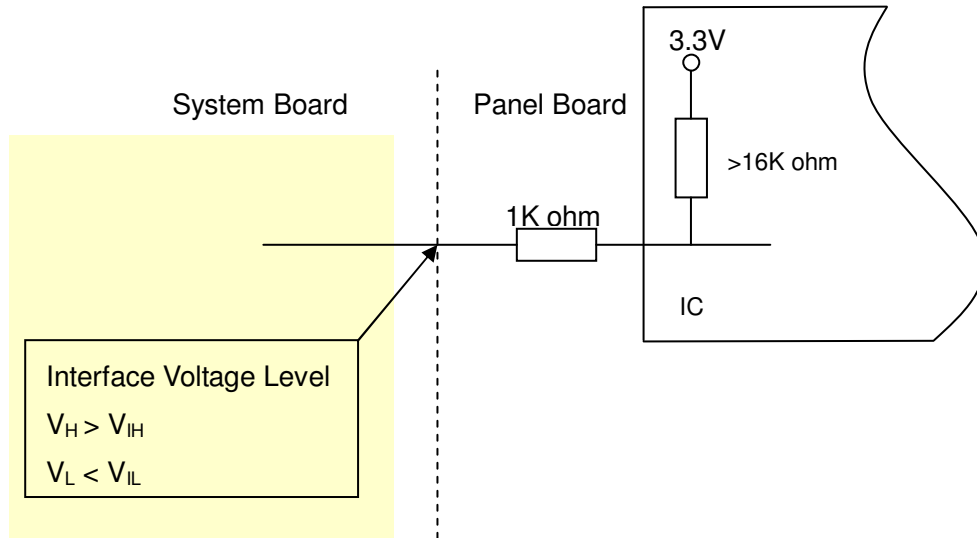 3.3V
System Board
Panel Board
>16K ohm
1K ohm
IC
Interface Voltage Level
VH > VIH
VL < VIL